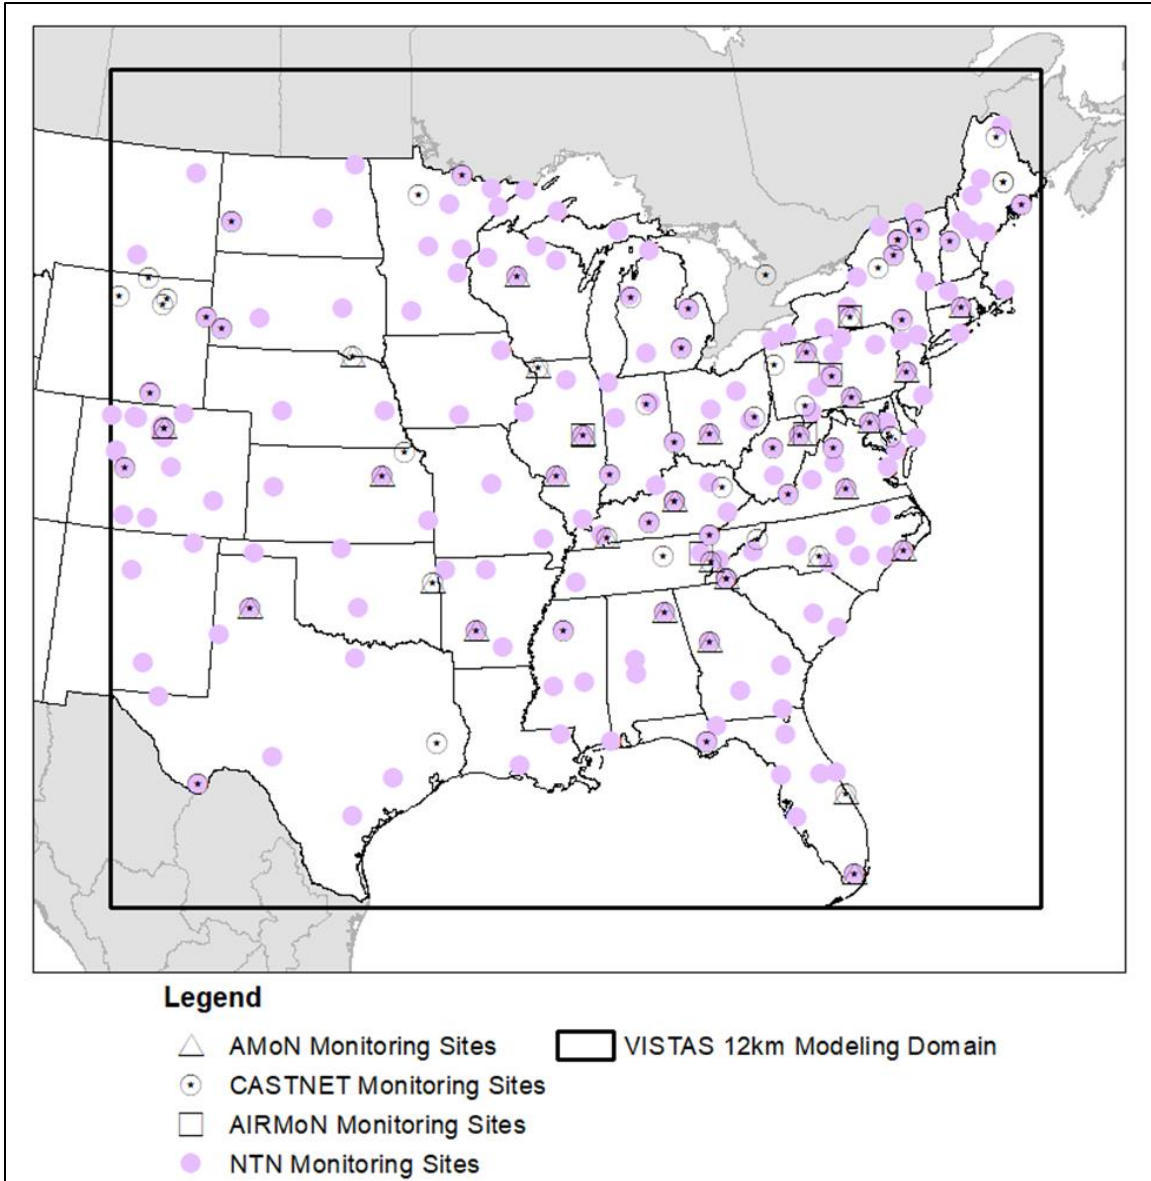 Legend
AMoN Monitoring Sites
VISTAS 12km Modeling Domain
CASTNET Monitoring Sites
AIRMoN Monitoring Sites
NTN Monitoring Sites